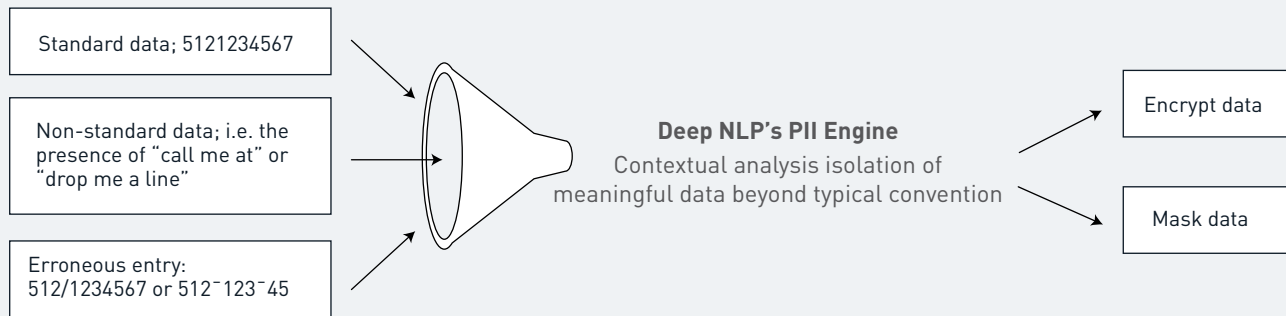 Standard data; 5121234567
Non-standard data; i.e. the
presence of “call me at” or
“drop me a line”
Erroneous entry:
512/1234567 or 512⁻123⁻45
Deep NLP’s PII Engine
Contextual analysis isolation of
meaningful data beyond typical convention
Encrypt data
Mask data